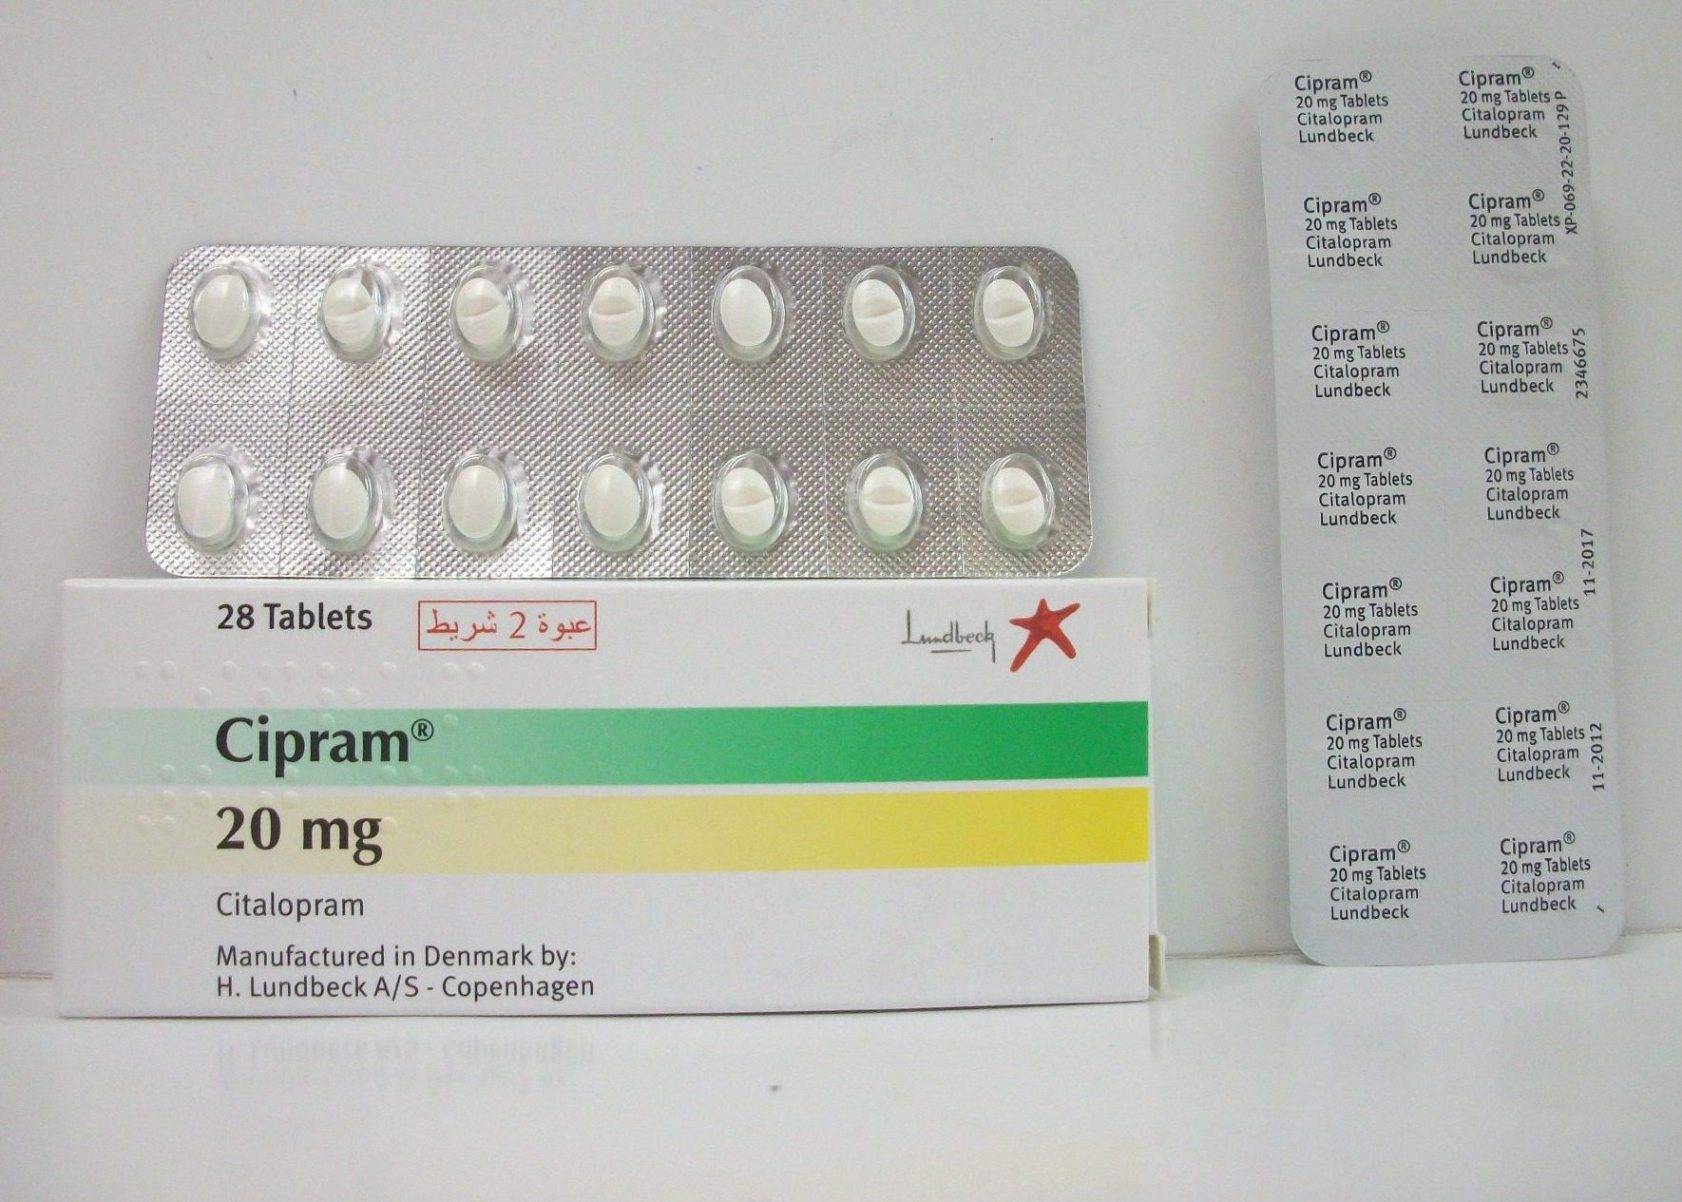 28 Tablets
عبوة 2 شريط
Lundbeck
Cipram®
20 mg
Citalopram
Manufactured in Denmark by:
H. Lundbeck A/S - Copenhagen
Cipram®
20 mg Tablets
Citalopram
Lundbeck
Cipram®
20 mg Tablets
Citalopram
Lundbeck
Cipram®
20 mg Tablets
Citalopram
Lundbeck
Cipram®
20 mg Tablets
Citalopram
Lundbeck
Cipram®
20 mg Tablets
Citalopram
Lundbeck
Cipram®
20 mg Tablets
Citalopram
Lundbeck
Cipram®
20 mg Tablets
Citalopram
Lundbeck
Cipram®
20 mg Tablets
Citalopram
Lundbeck
Cipram®
20 mg Tablets
Citalopram
Lundbeck
Cipram®
20 mg Tablets
Citalopram
Lundbeck
Cipram®
20 mg Tablets
Citalopram
Lundbeck
Cipram®
20 mg Tablets
Citalopram
Lundbeck
Cipram®
20 mg Tablets
Citalopram
Lundbeck
Cipram®
20 mg Tablets
Citalopram
Lundbeck
XP-069-22-20-129 P
2346675
11-2017
11-2012